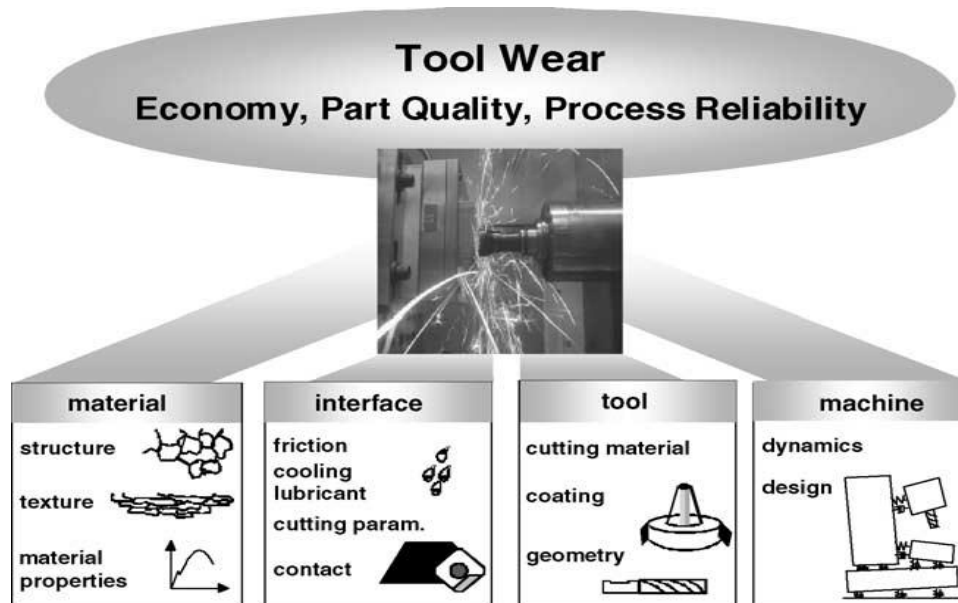 Tool Wear
Economy, Part Quality, Process Reliability
material
structure
texture
material
properties
interface
friction
cooling
lubricant
cutting param.
contact
tool
cutting material
coating
geometry
machine
dynamics
design